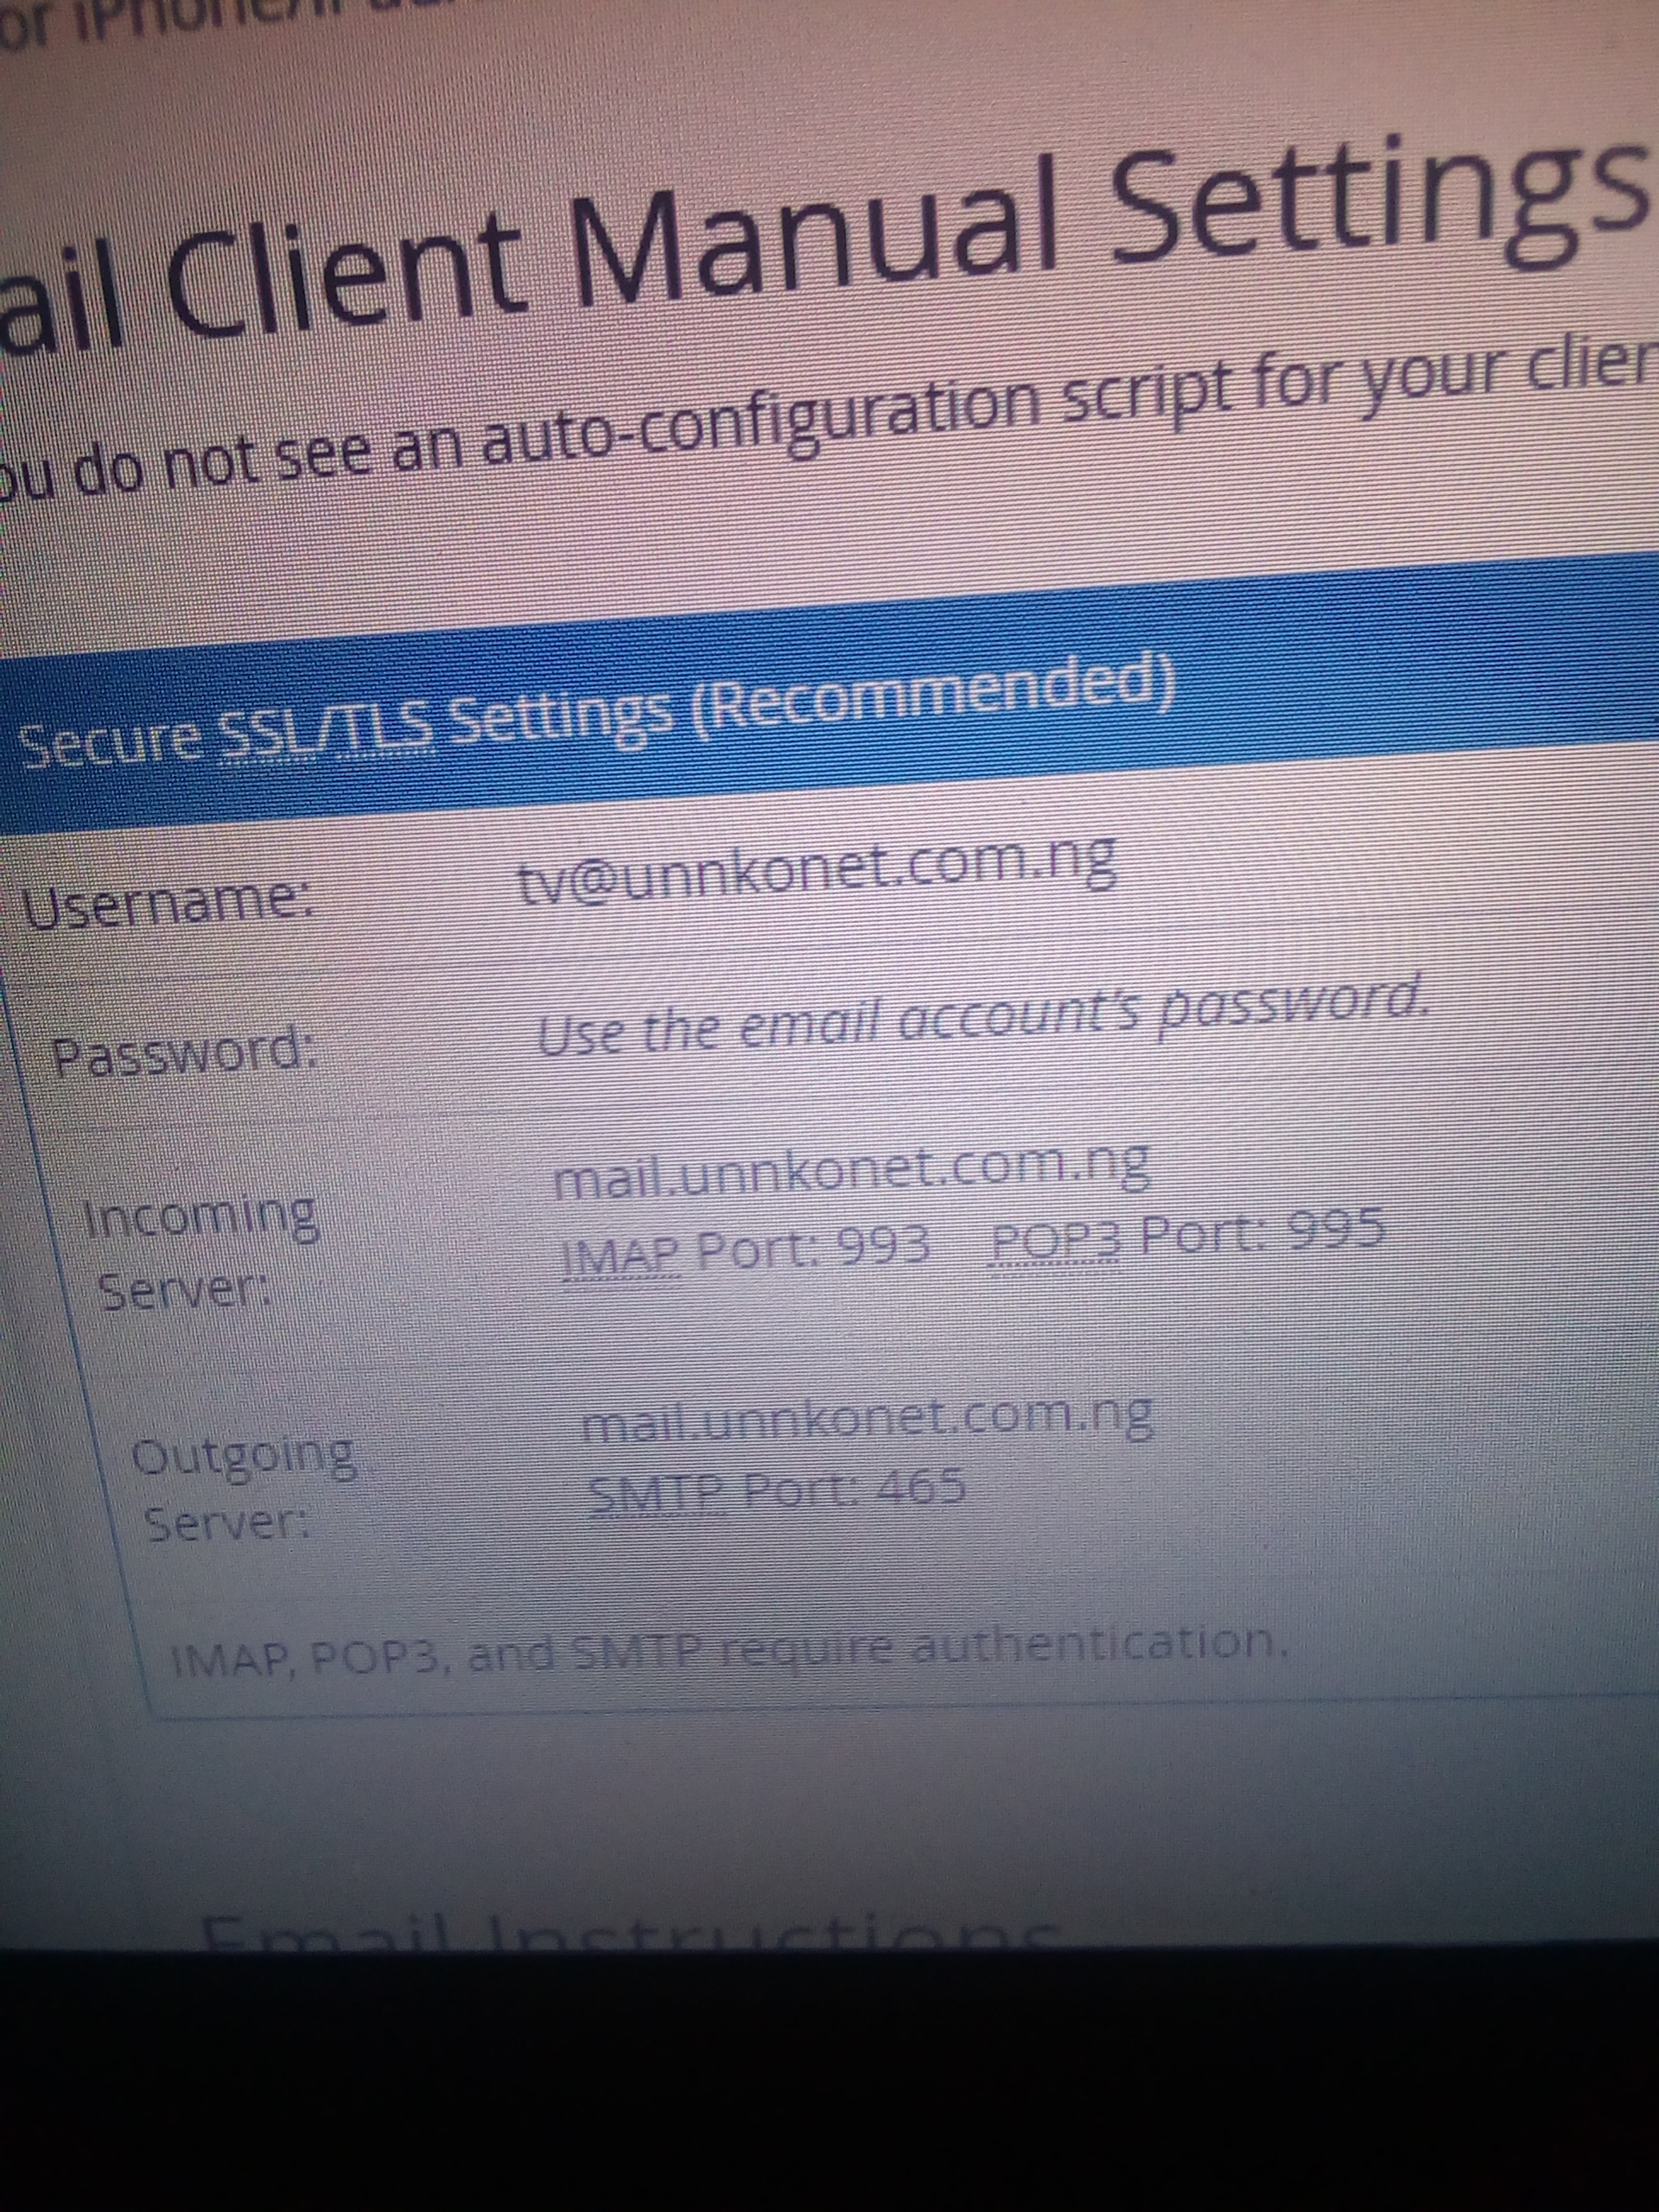 or iPhone/iPad
ail Client Manual Settings
ou do not see an auto-configuration script for your clien
Secure SSL/TLS Settings (Recommended)
Username: tv@unnkonet.com.ng
Password: Use the email account's password.
Incoming Server: mail.unnkonet.com.ng
IMAP Port: 993 POP3 Port: 995
Outgoing Server: mail.unnkonet.com.ng
SMTP Port: 465
IMAP, POP3, and SMTP require authentication.
Email Instructions